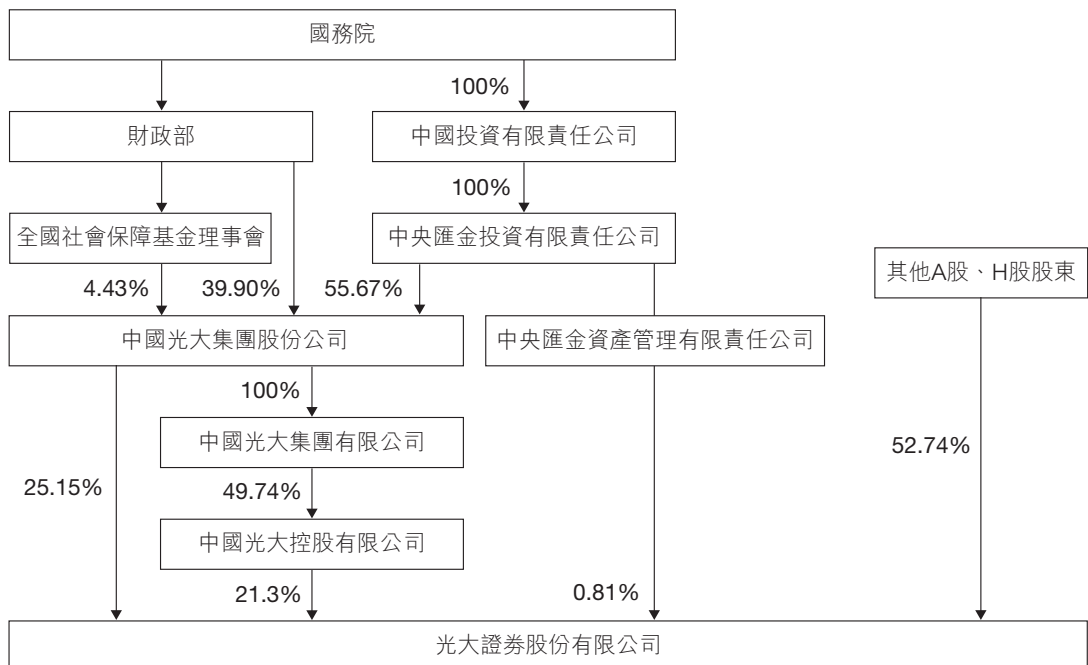 國務院
100%
財政部
中國投資有限責任公司
100%
全國社會保障基金理事會
中央匯金投資有限責任公司
其他A股、H股股東
4.43%
39.90%
55.67%
中國光大集團股份公司
中央匯金資產管理有限責任公司
100%
中國光大集團有限公司
52.74%
25.15%
49.74%
中國光大控股有限公司
21.3%
0.81%
光大證券股份有限公司